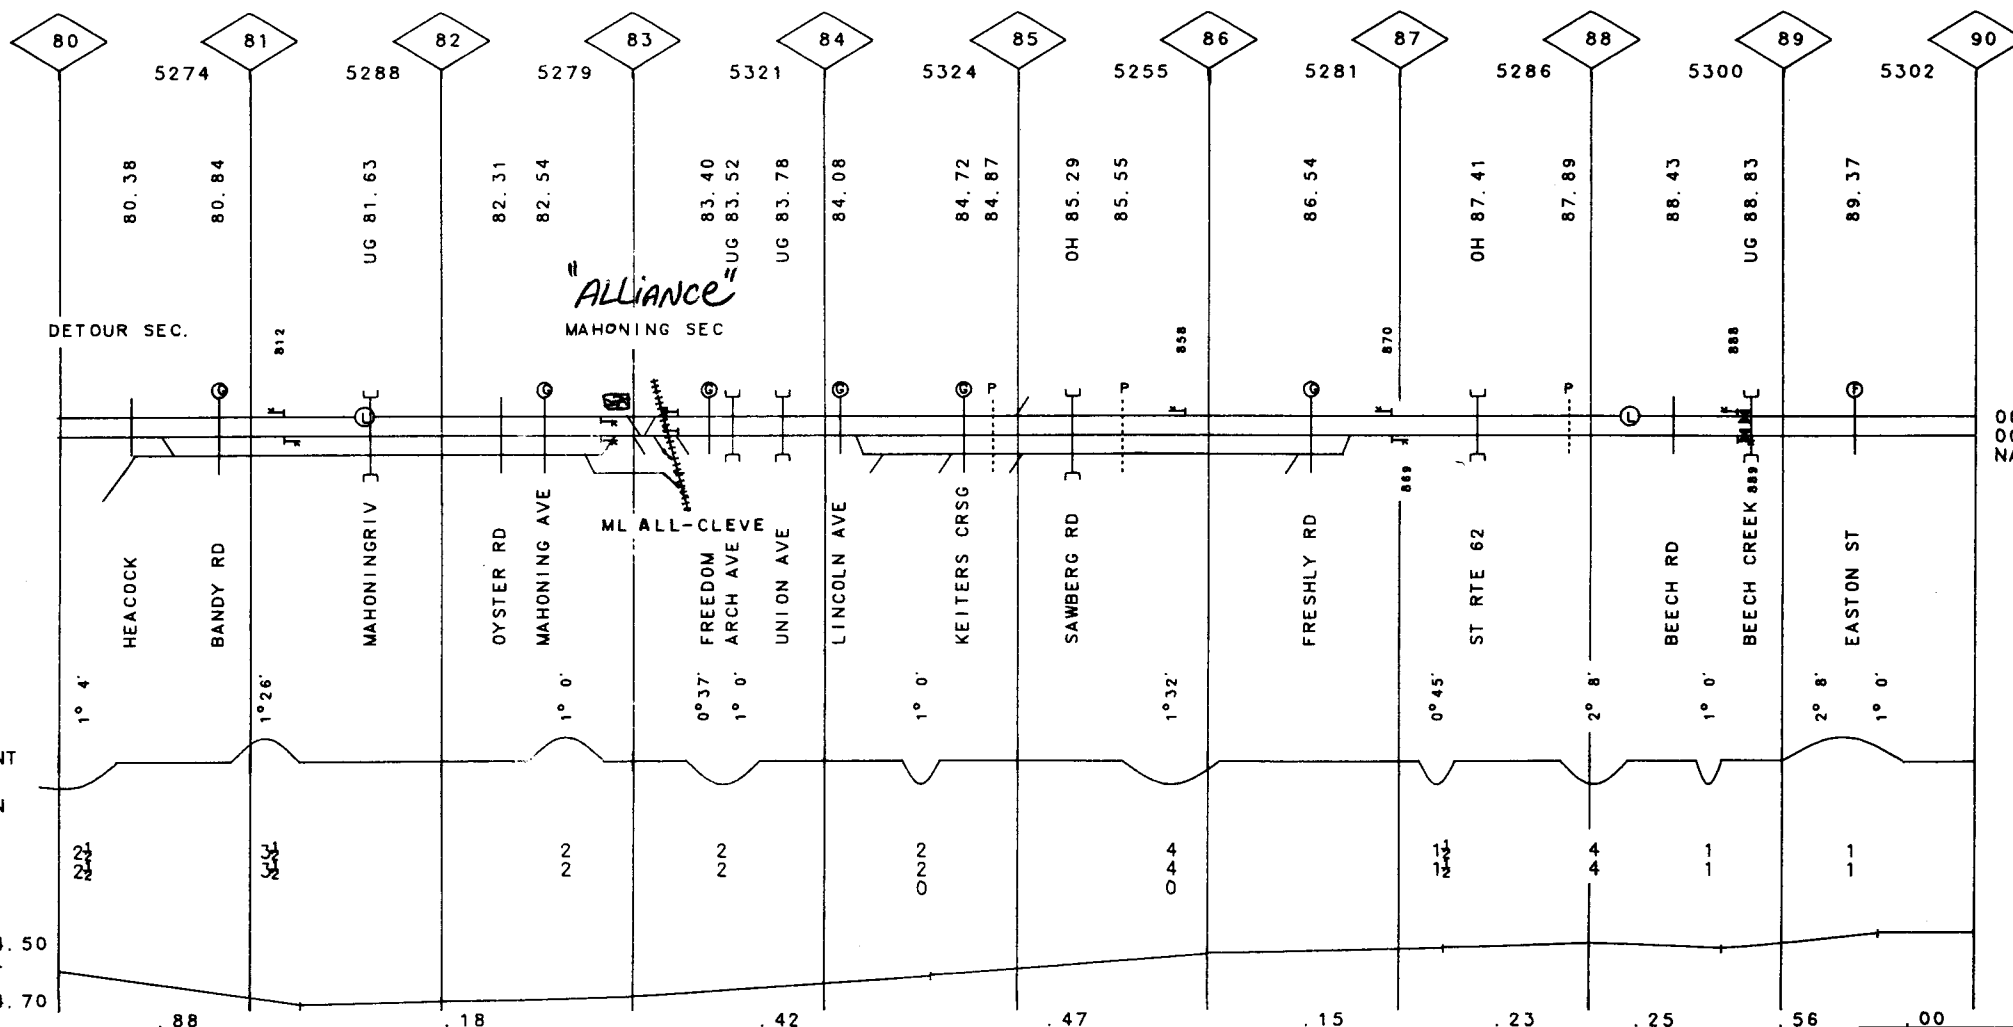 80 81 82 83 84 85 86 87 88 89 90
5274 5288 5279 5321 5324 5255 5281 5286 5300 5302
80.38
80.84
UG 81.63
82.31
82.54
83.40
UG 83.52
UG 83.78
84.08
84.72
84.87
OH 85.29
85.55
86.54
OH 87.41
87.89
88.43
UG 88.83
89.37
"ALLiANCe"
DETOUR SEC.
MAHONING SEC
812
858
870
888
G G G G G P P G P F
L L
869
889
ML ALL-CLEVE
HEACOCK
BANDY RD
MAHONINGRIV
OYSTER RD
MAHONING AVE
FREEDOM
ARCH AVE
UNION AVE
LINCOLN AVE
KEITERS CRSG
SAWBERG RD
FRESHLY RD
ST RTE 62
BEECH RD
BEECH CREEK
EASTON ST
1° 4' 1°26' 1° 0' 0°37' 1° 0' 1° 0' 1°32' 0°45' 2° 8' 1° 0' 2° 8' 1° 0'
NT
N
2½ 3½ 2 2 2 4 1½ 4 1 1
2½ 3½ 2 2 2 4 1½ 4 1 1
0 0
.50
.70
.88 .18 .42 .47 .15 .23 .25 .56 .00